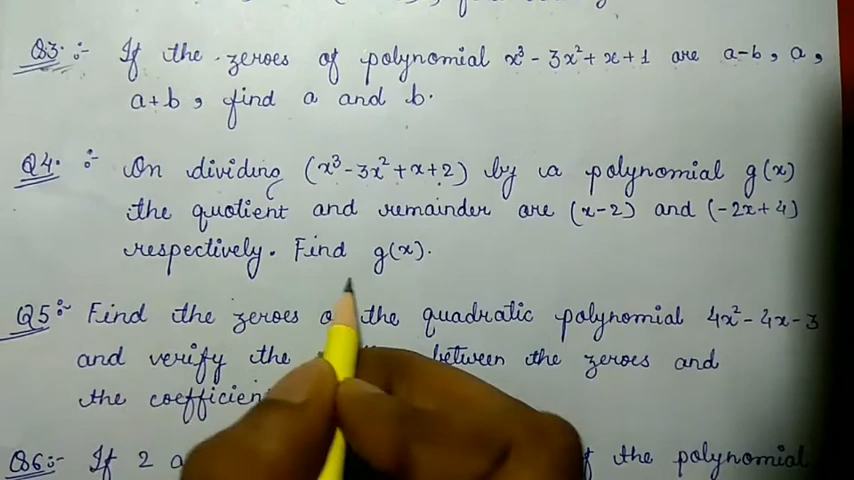 Q3. :- If the zeroes of polynomial x³ - 3x² + x + 1 are a-b, a,
a+b, find a and b.
Q4. :- On dividing (x³ - 3x² + x + 2) by a polynomial g(x)
the quotient and remainder are (x-2) and (-2x+4)
respectively. Find g(x).
Q5:~ Find the zeroes the quadratic polynomial 4x² - 4x - 3
and verify the between the zeroes and
the
Q6:- If 2 the polynomial